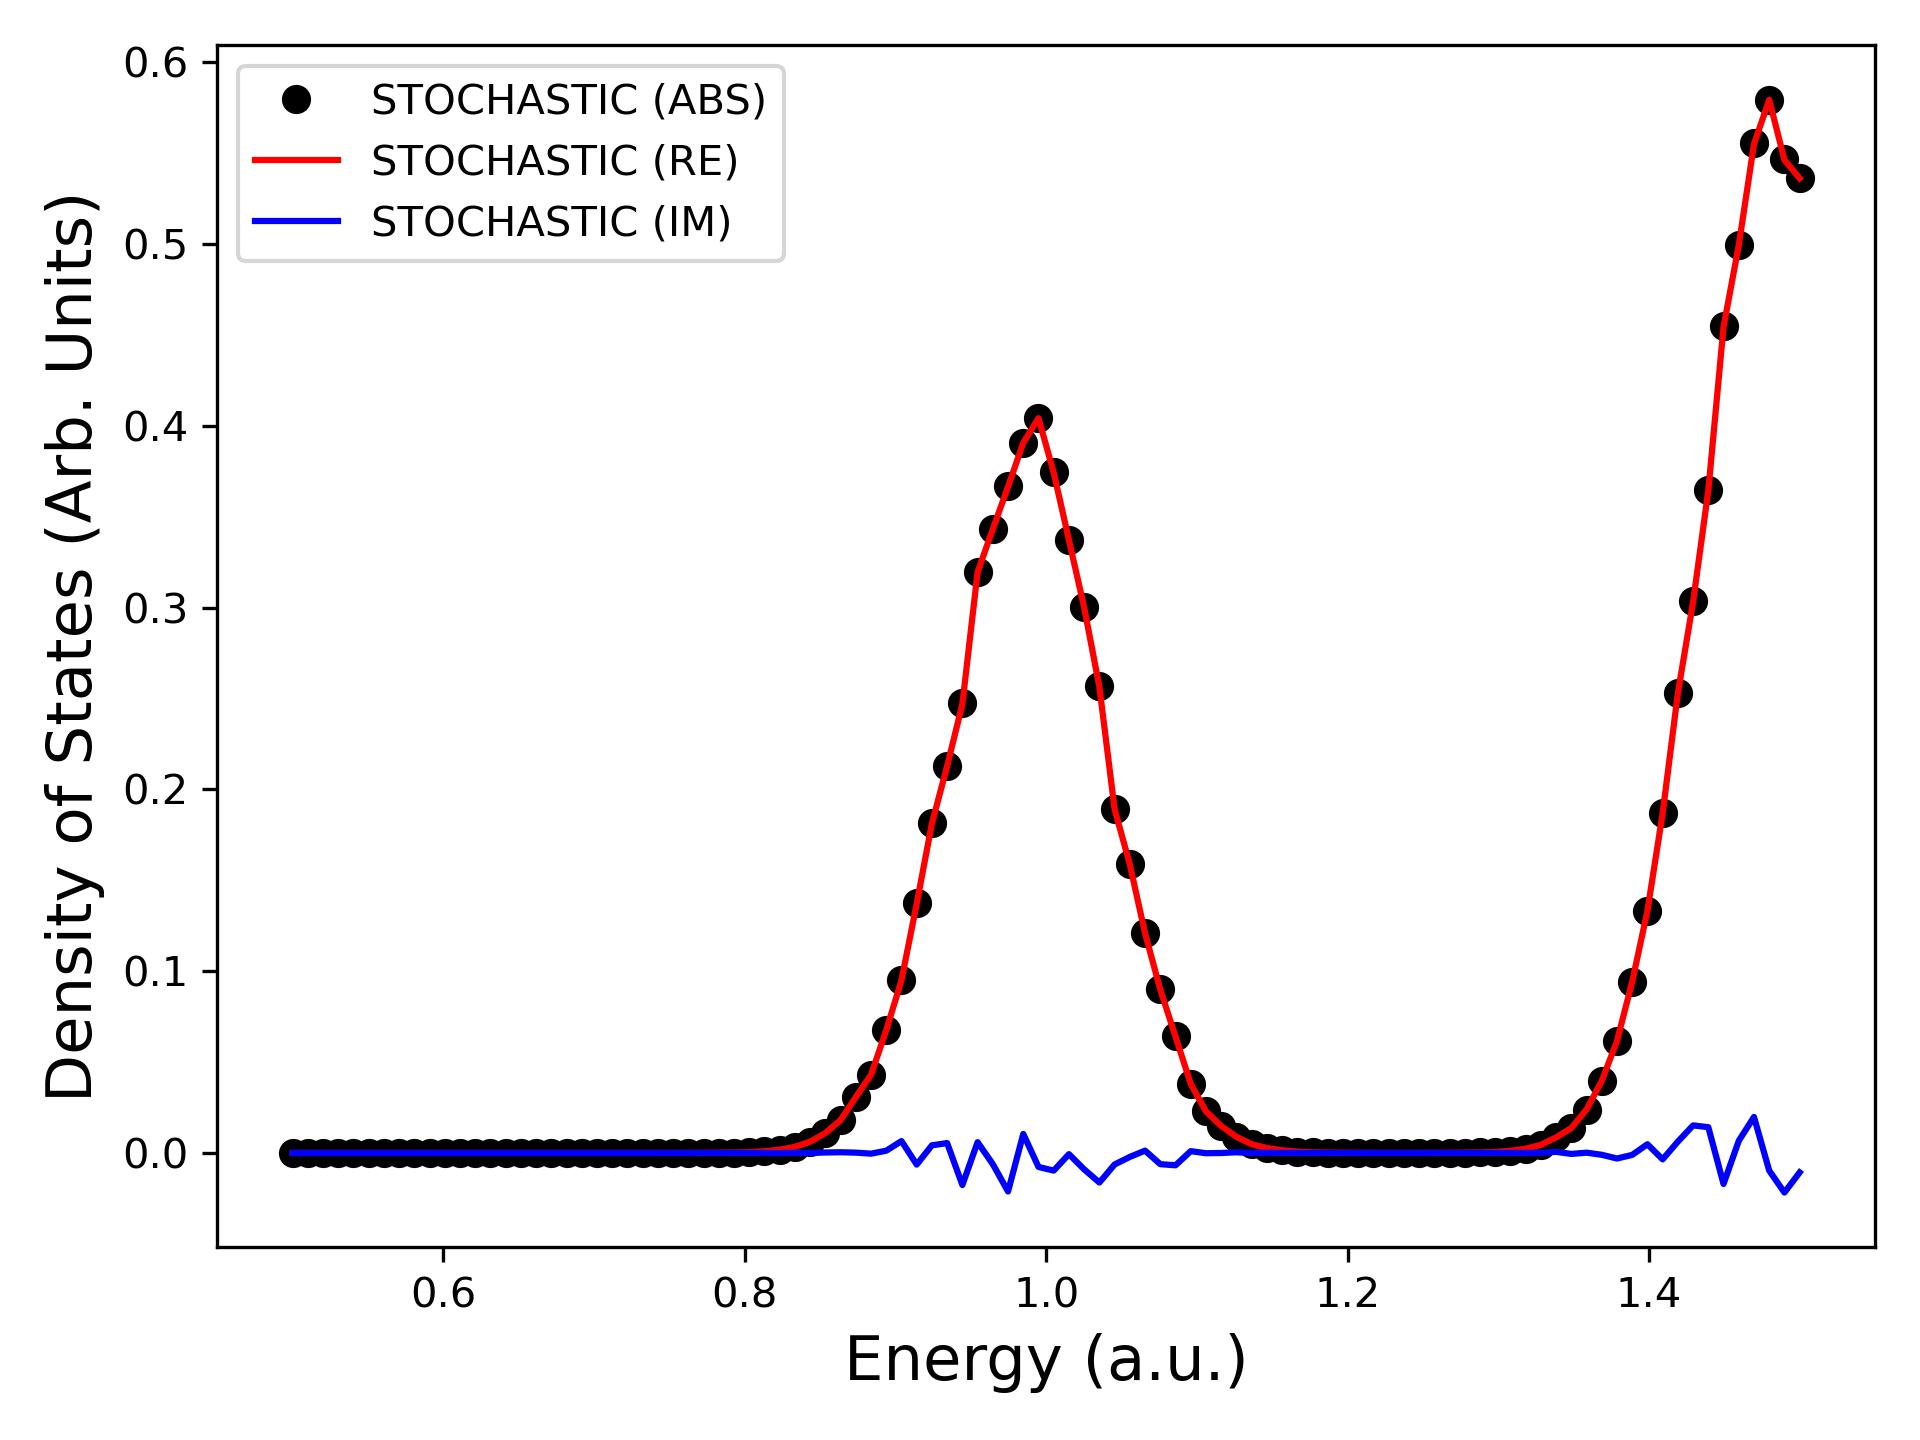 STOCHASTIC (ABS)
STOCHASTIC (RE)
STOCHASTIC (IM)
Density of States (Arb. Units)
0.6
0.5
0.4
0.3
0.2
0.1
0.0
0.6 0.8 1.0 1.2 1.4
Energy (a.u.)